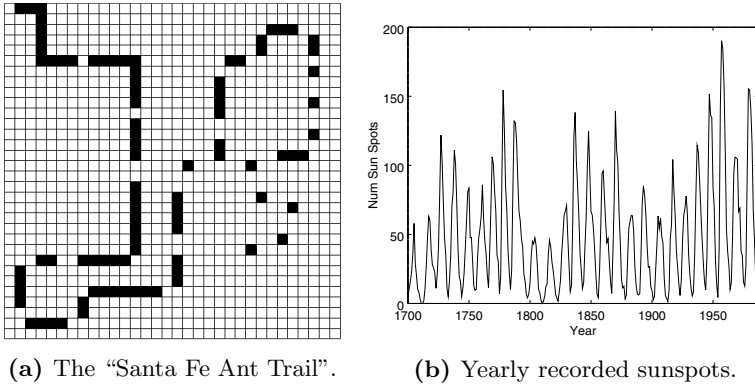 200
150
100
50
0
Num Sun Spots
1700
1750
1800
1850
1900
1950
Year
(a) The “Santa Fe Ant Trail”.
(b) Yearly recorded sunspots.